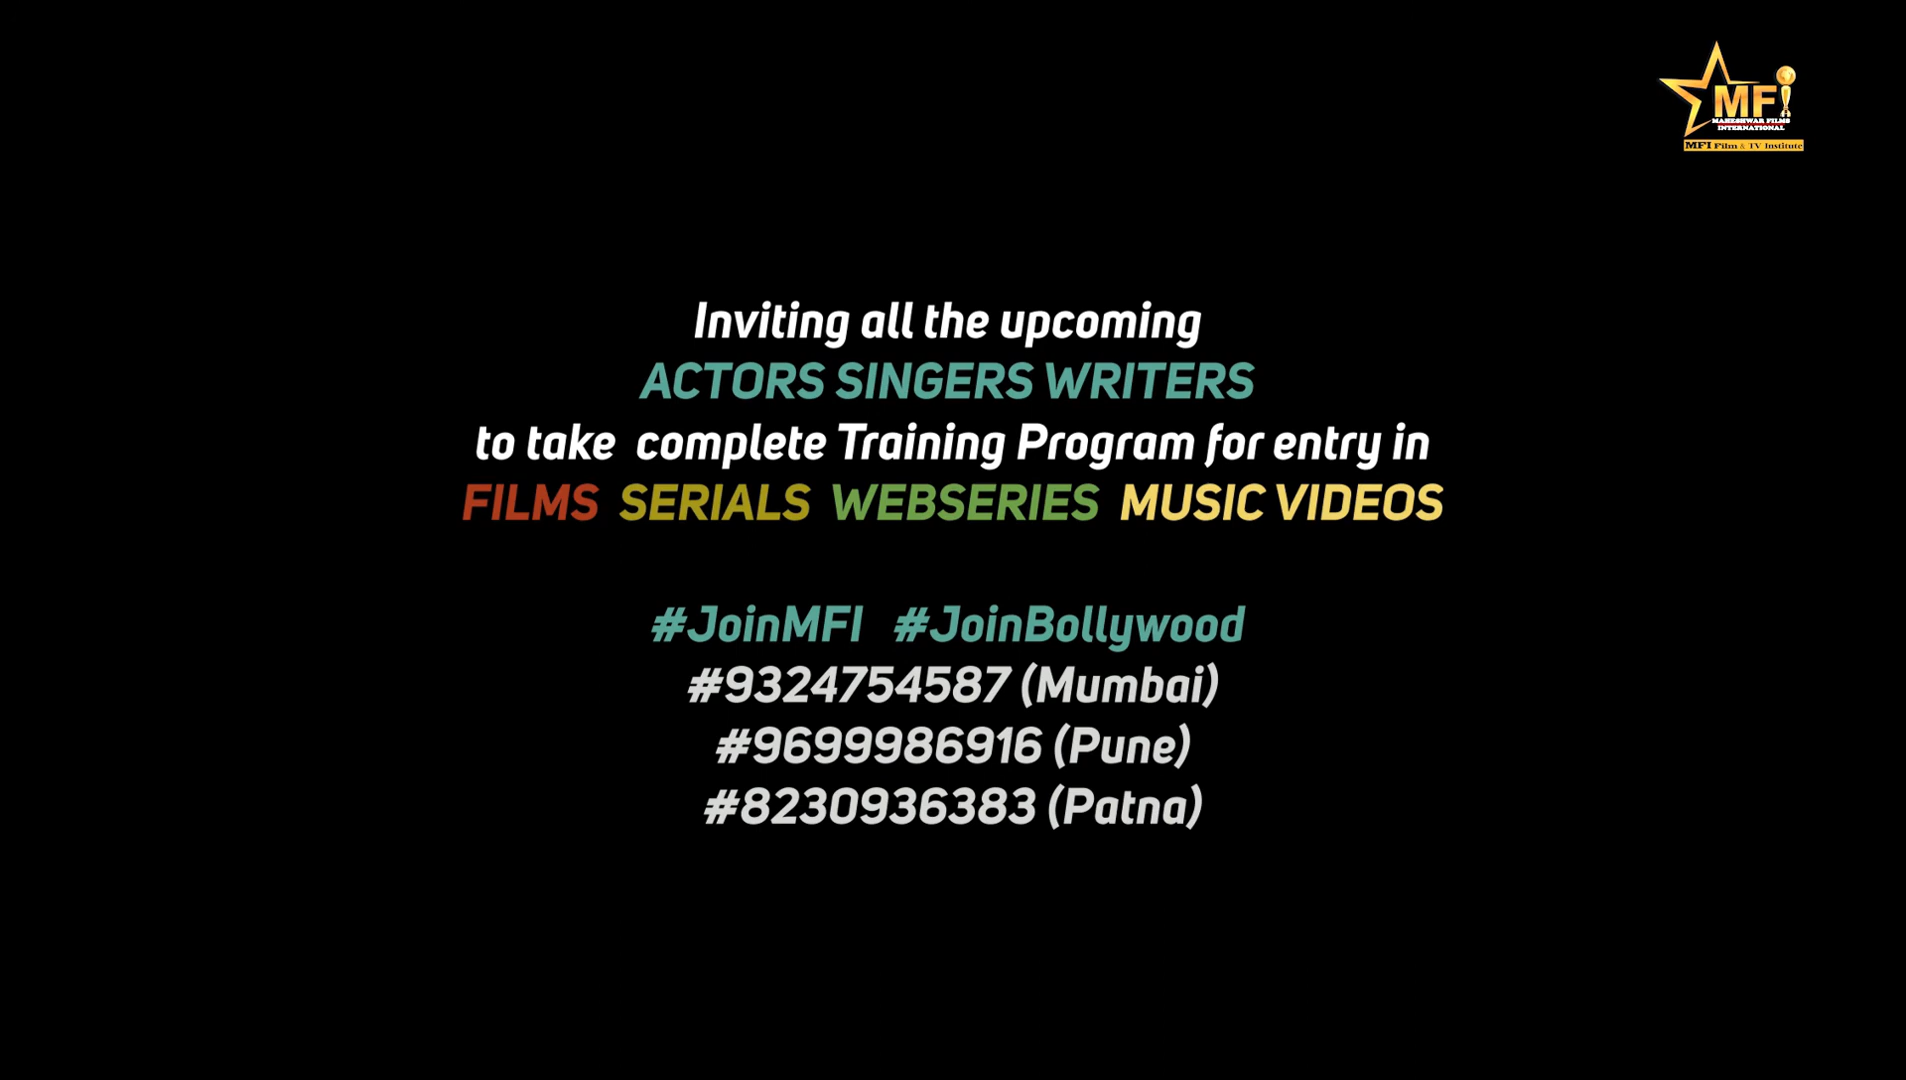 MFi
MAHESHWAR FILMS
INTERNATIONAL
MFI Film & TV Institute
Inviting all the upcoming
ACTORS SINGERS WRITERS
to take complete Training Program for entry in
FILMS SERIALS WEBSERIES MUSIC VIDEOS
#JoinMFI #JoinBollywood
#9324754587 (Mumbai)
#9699986916 (Pune)
#8230936383 (Patna)